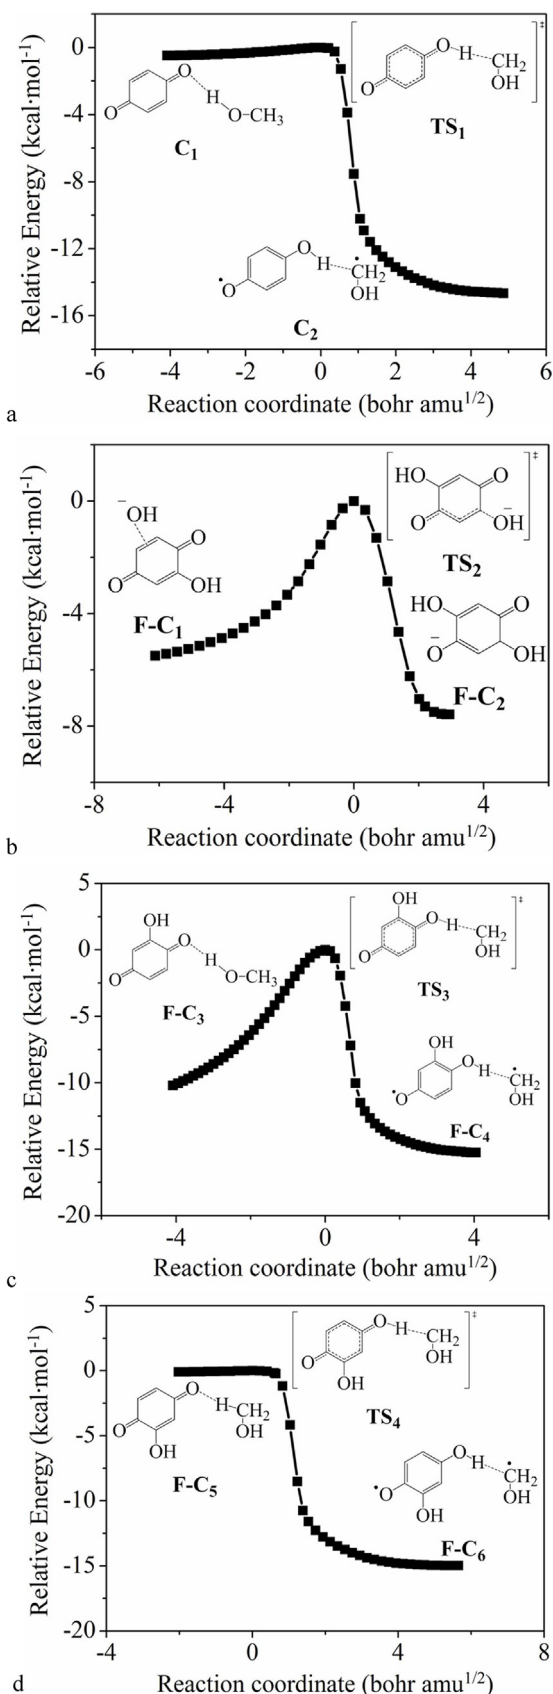 Relative Energy (kcal·mol-1)
0
-4
-8
-12
-16
-6 -4 -2 0 2 4 6
Reaction coordinate (bohr amu1/2)
a
O
O
H
O-CH3
C1
O
O
H
CH2
OH
‡
TS1
O
O
H
CH2
OH
C2
Relative Energy (kcal·mol-1)
0
-4
-8
-8 -4 0 4
Reaction coordinate (bohr amu1/2)
b
−
OH
O
O
OH
F-C1
HO
O
O
−
OH
‡
TS2
HO
O
−
O
OH
F-C2
Relative Energy (kcal·mol-1)
5
0
-5
-10
-15
-20
-4 0 4
Reaction coordinate (bohr amu1/2)
c
OH
O
O
H
O-CH3
F-C3
OH
O
H
CH2
OH
O
‡
TS3
OH
O
H
CH2
OH
O
F-C4
Relative Energy (kcal·mol-1)
5
0
-5
-10
-15
-20
-4 0 4 8
Reaction coordinate (bohr amu1/2)
d
O
H
CH2
OH
O
OH
F-C5
O
H
CH2
OH
O
OH
‡
TS4
O
H
CH2
OH
O
OH
F-C6